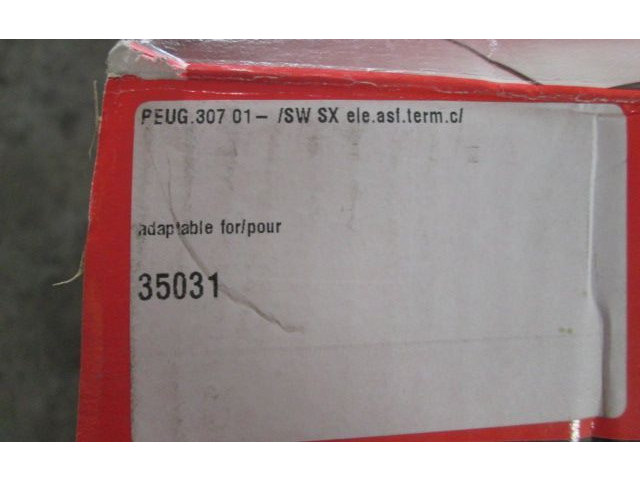 PEUG.307 01- /SW SX ele.asf.term.c/
adaptable for/pour
35031